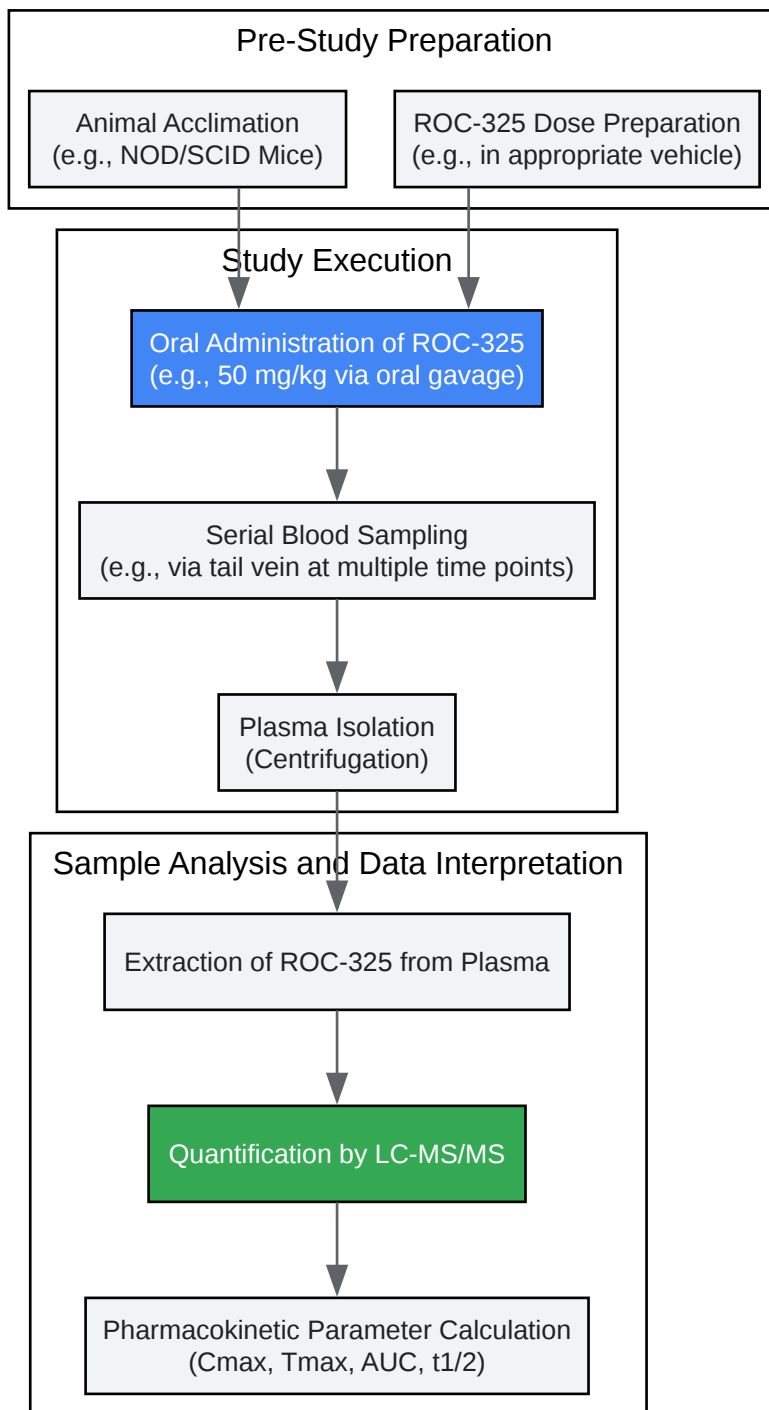 Pre-Study Preparation
Animal Acclimation
(e.g., NOD/SCID Mice)
ROC-325 Dose Preparation
(e.g., in appropriate vehicle)
Study Execution
Oral Administration of ROC-325
(e.g., 50 mg/kg via oral gavage)
Serial Blood Sampling
(e.g., via tail vein at multiple time points)
Plasma Isolation
(Centrifugation)
Sample Analysis and Data Interpretation
Extraction of ROC-325 from Plasma
Quantification by LC-MS/MS
Pharmacokinetic Parameter Calculation
(Cmax, Tmax, AUC, t1/2)